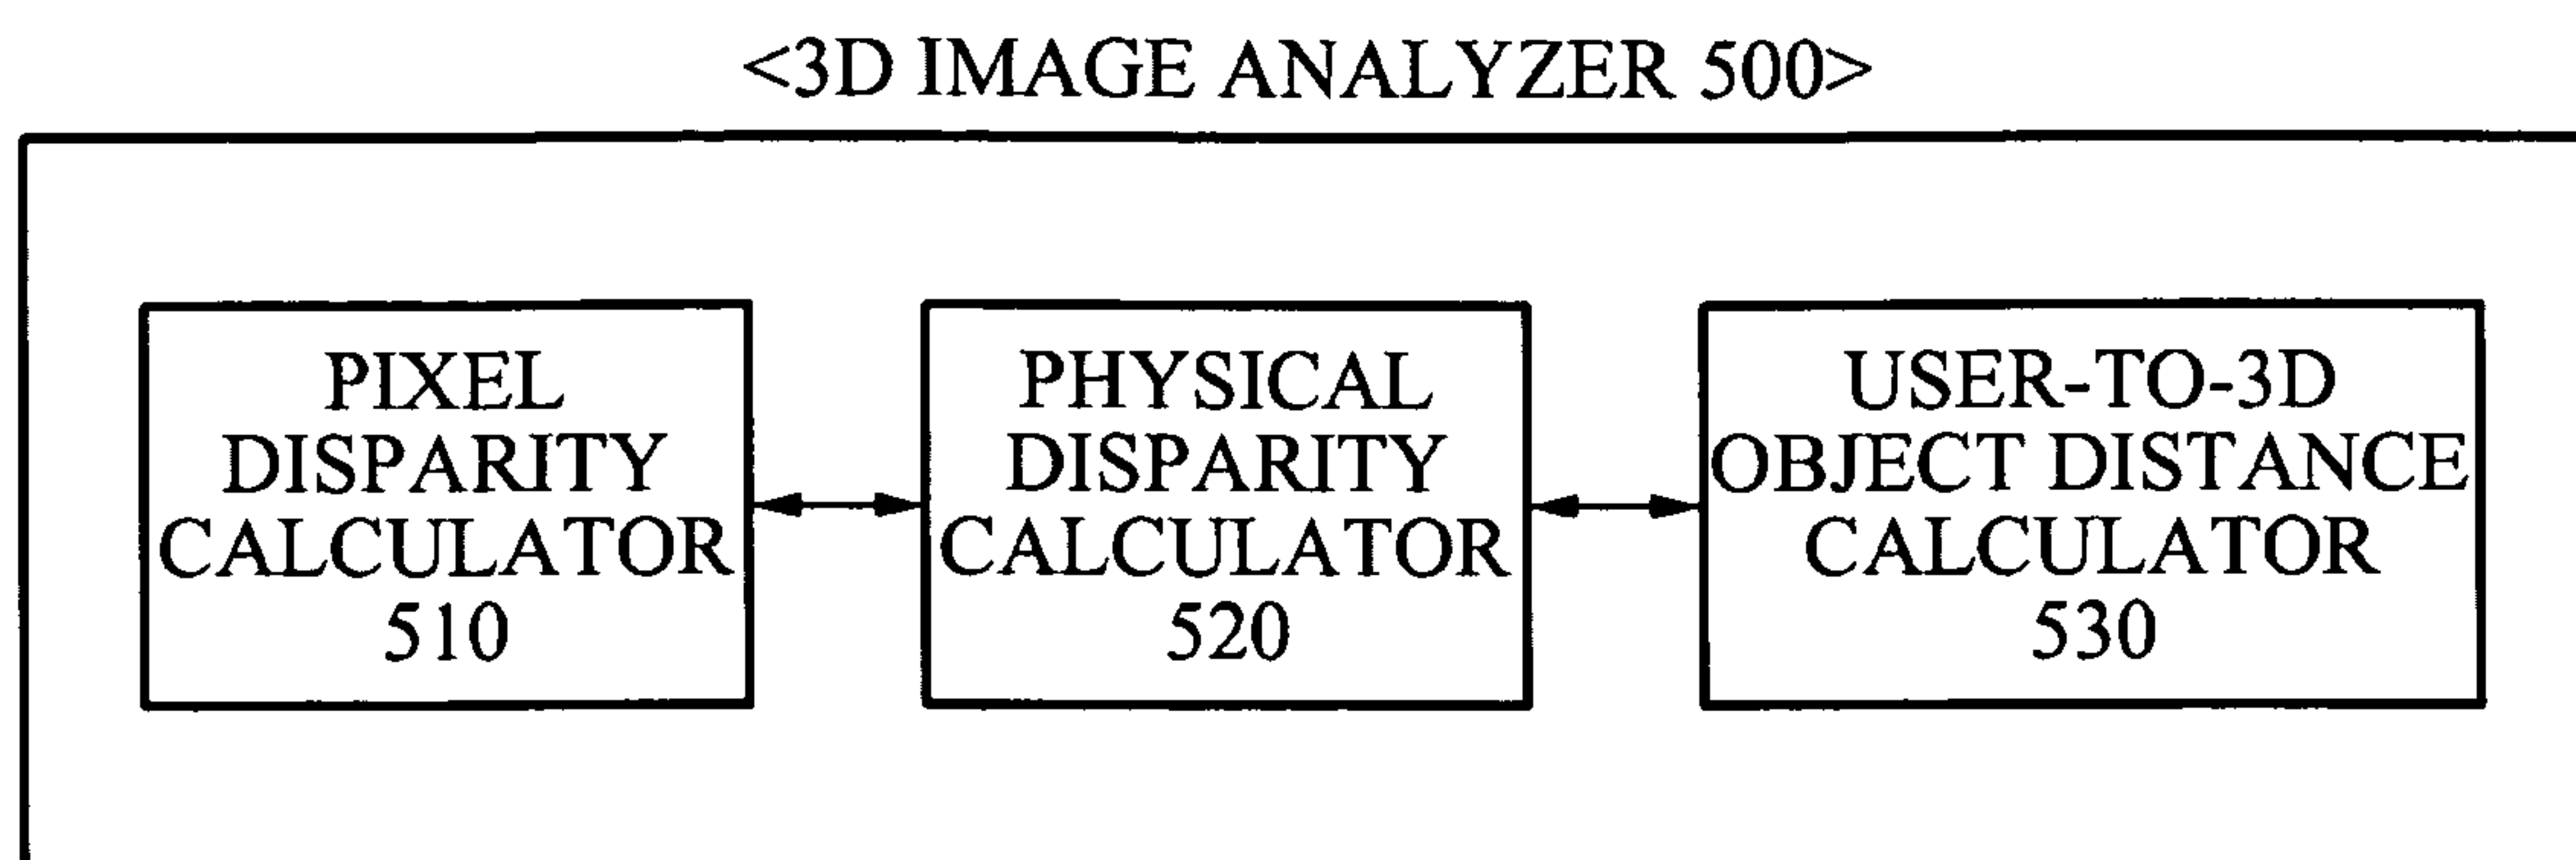 <3D IMAGE ANALYZER 500>
PIXEL
DISPARITY
CALCULATOR
510
PHYSICAL
DISPARITY
CALCULATOR
520
USER-TO-3D
OBJECT DISTANCE
CALCULATOR
530